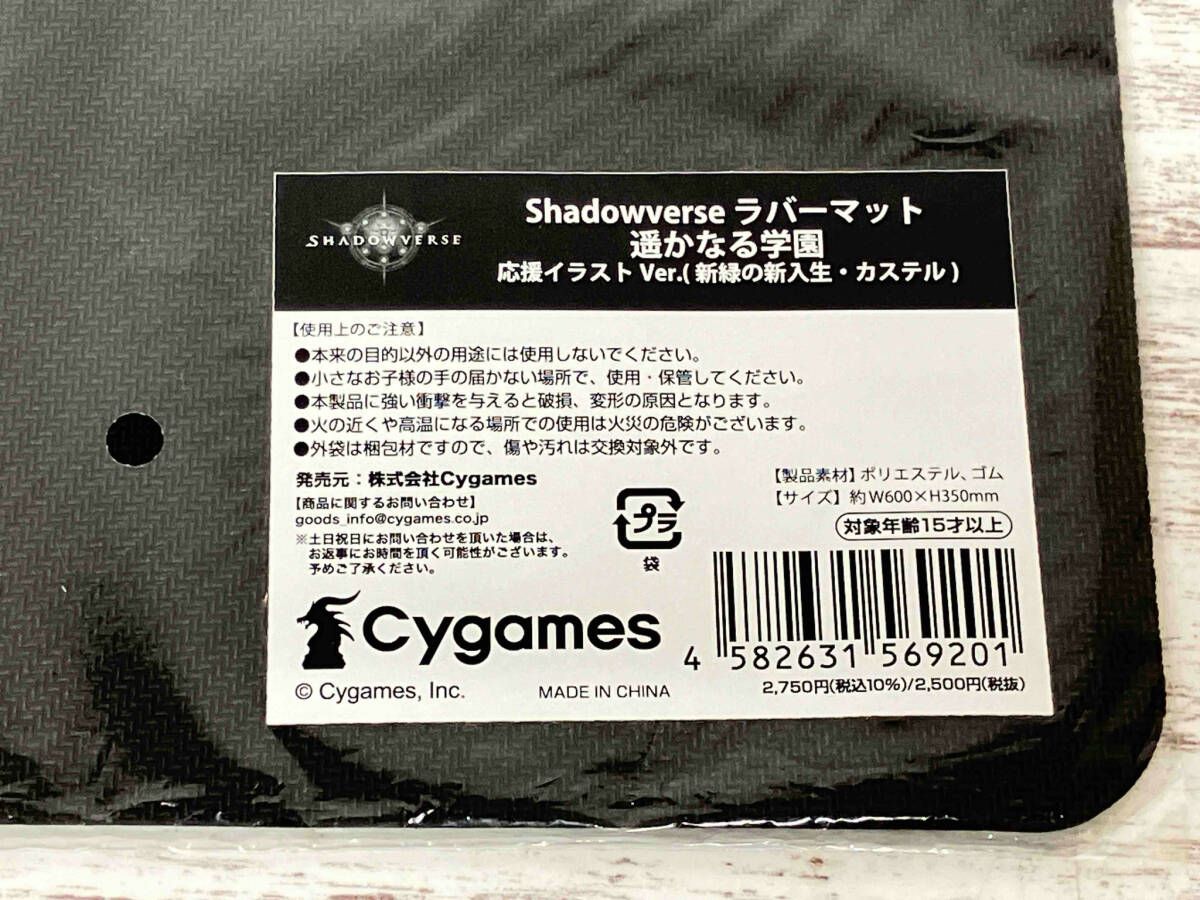 SHADOWVERSE
Shadowverse ラバーマット
遥かなる学園
応援イラスト Ver.( 新緑の新入生・カステル )
【使用上のご注意】
●本来の目的以外の用途には使用しないでください。
●小さなお子様の手の届かない場所で、使用・保管してください。
●本製品に強い衝撃を与えると破損、変形の原因となります。
●火の近くや高温になる場所での使用は火災の危険がございます。
●外袋は梱包材ですので、傷や汚れは交換対象外です。
発売元：株式会社Cygames
【商品に関するお問い合わせ】
goods_info@cygames.co.jp
※土日祝日にお問い合わせを頂いた場合は、
お返事にお時間を頂く可能性がございます。
予めご了承ください。
プラ
袋
【製品素材】ポリエステル、ゴム
【サイズ】約W600×H350mm
対象年齢15才以上
Cygames
© Cygames, Inc.
MADE IN CHINA
4 582631 569201
2,750円(税込10%)/2,500円(税抜)